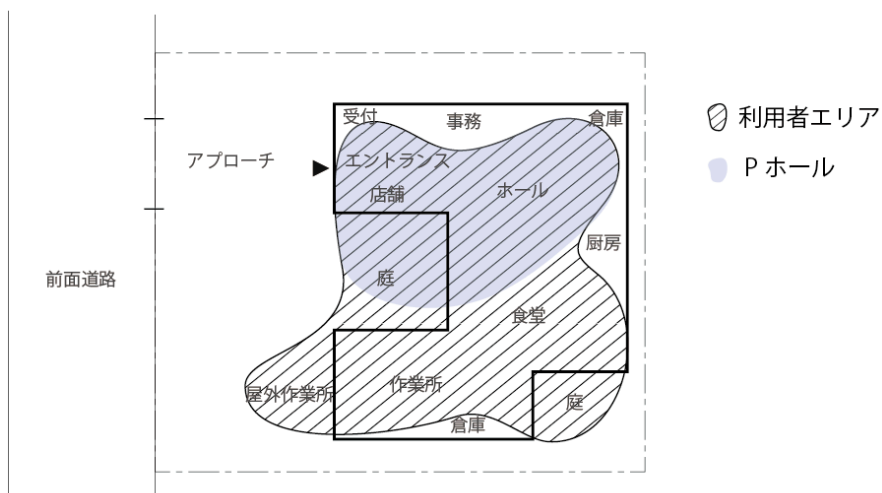 受付
事務
倉庫
利用者エリア
アプローチ
エントランス
P ホール
店舗
ホール
厨房
前面道路
庭
食堂
屋外作業所
作業所
庭
倉庫